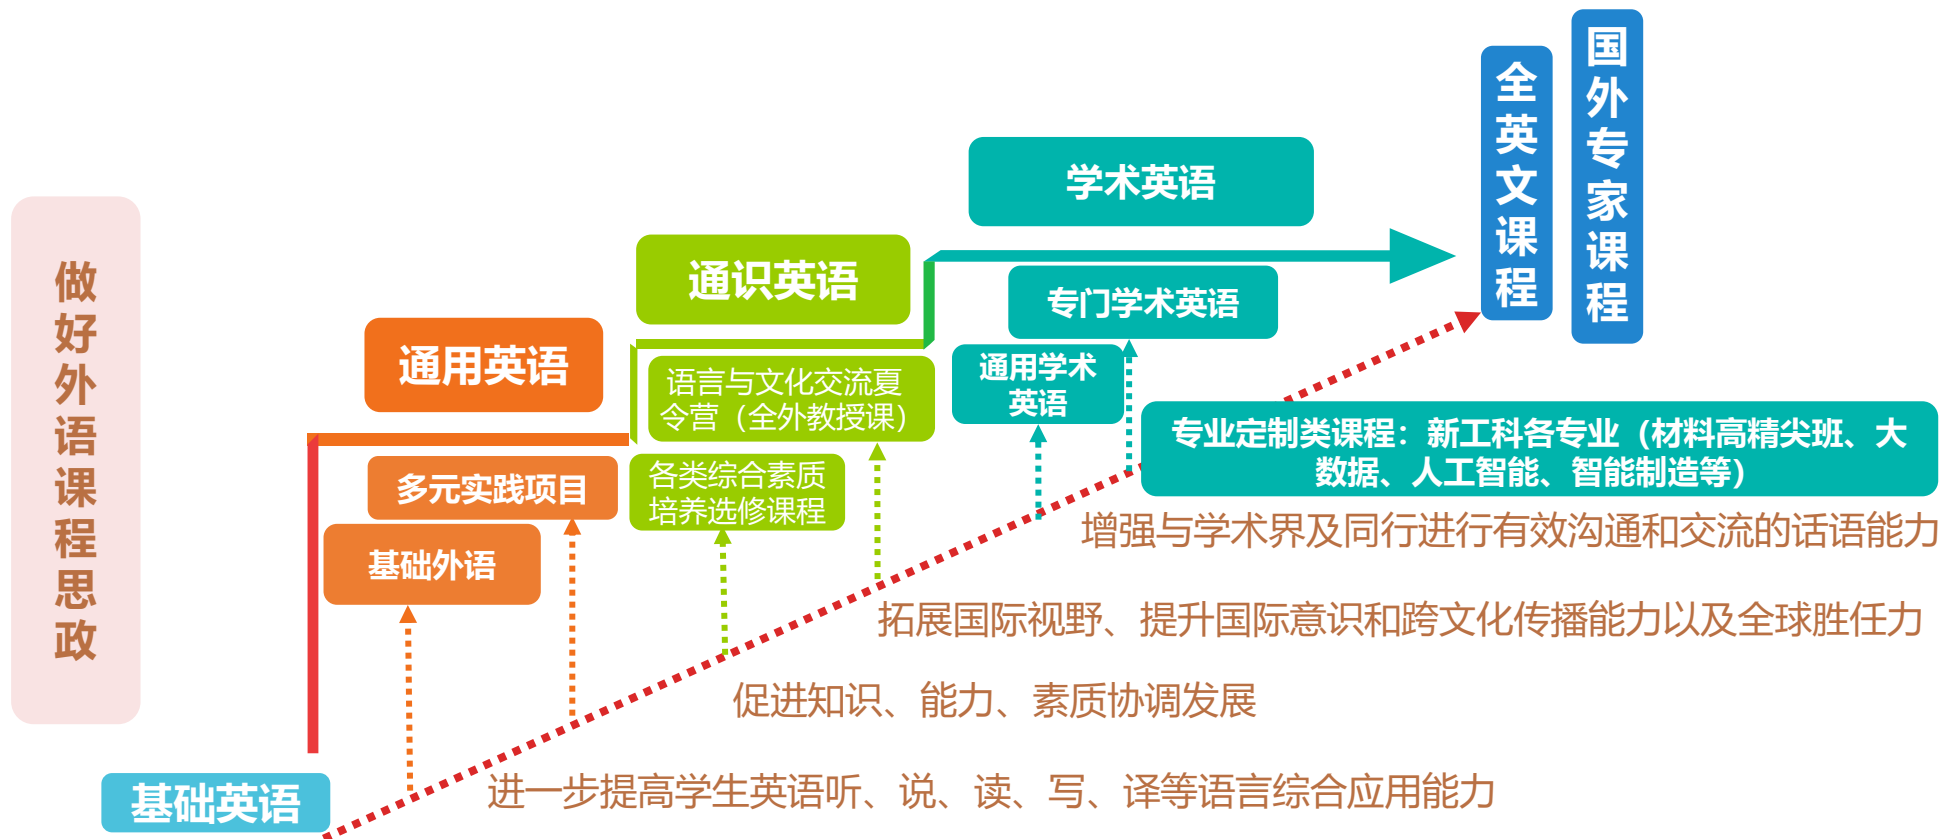 国外专家课程
全英文课程
学术英语
做好外语课程思政
通识英语
专门学术英语
通用英语
通用学术
英语
语言与文化交流夏
令营（全外教授课）
专业定制类课程：新工科各专业（材料高精尖班、大
数据、人工智能、智能制造等）
多元实践项目
各类综合素质
培养选修课程
增强与学术界及同行进行有效沟通和交流的话语能力
基础外语
拓展国际视野、提升国际意识和跨文化传播能力以及全球胜任力
促进知识、能力、素质协调发展
进一步提高学生英语听、说、读、写、译等语言综合应用能力
基础英语